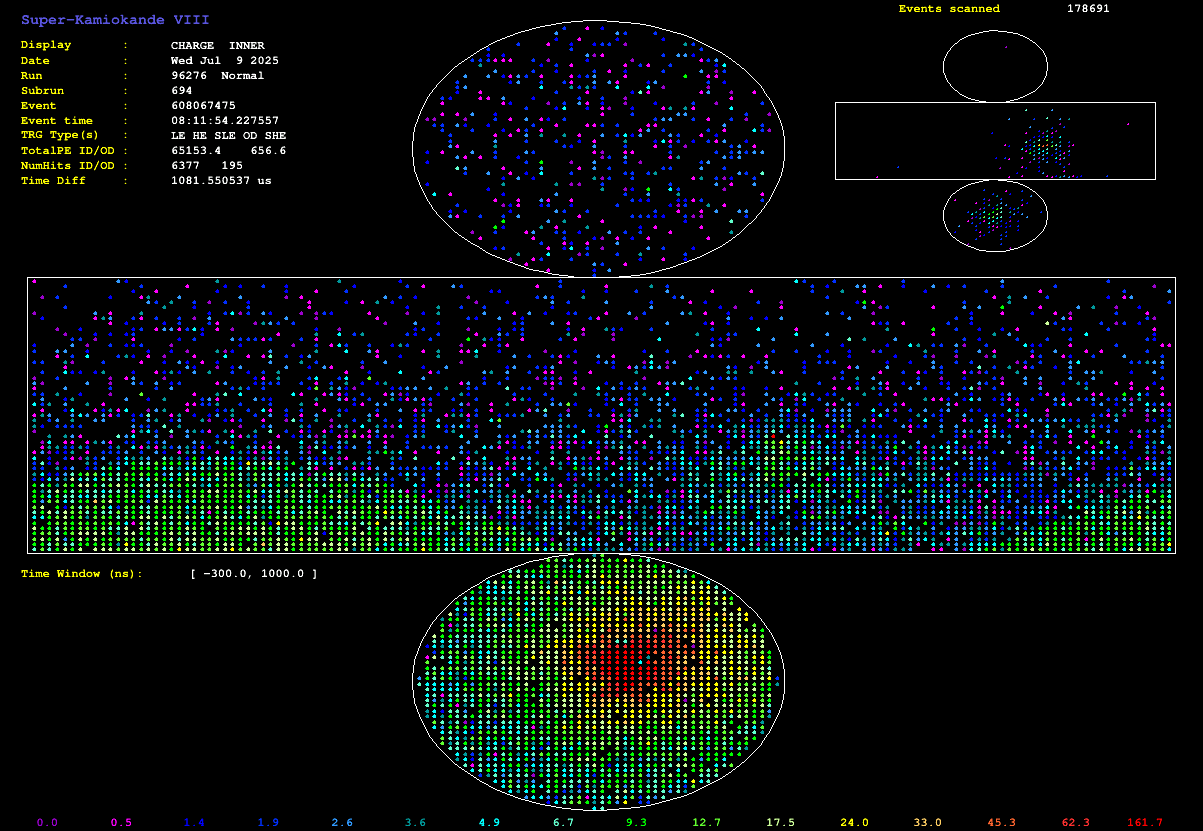 Super-Kamiokande VIII
Events scanned 178691
Display : CHARGE INNER
Date : Wed Jul 9 2025
Run : 96276 Normal
Subrun : 694
Event : 608067475
Event time : 08:11:54.227557
TRG Type(s) : LE HE SLE OD SHE
TotalPE ID/OD : 65153.4 656.6
NumHits ID/OD : 6377 195
Time Diff : 1081.550537 us
Time Window (ns): [ -300.0, 1000.0 ]
0.0 0.5 1.4 1.9 2.6 3.6 4.9 6.7 9.3 12.7 17.5 24.0 33.0 45.3 62.3 161.7